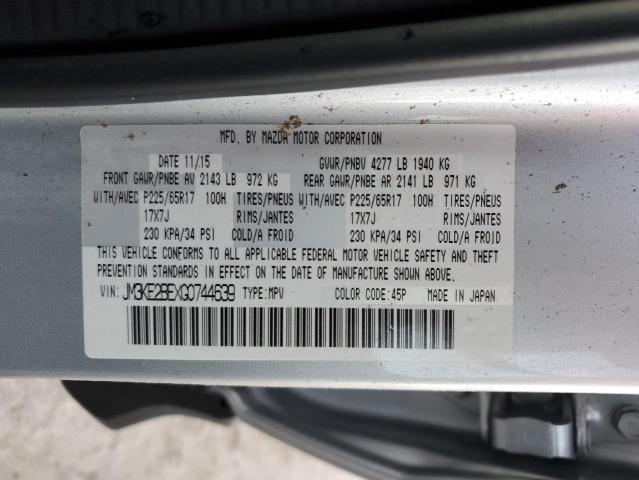 MFD. BY MAZDA MOTOR CORPORATION
DATE 11/15 GVWR/PNBV 4277 LB 1940 KG
FRONT GAWR/PNBE AV 2143 LB 972 KG REAR GAWR/PNBE AR 2141 LB 971 KG
WITH/AVEC P225/65R17 100H TIRES/PNEUS WITH/AVEC P225/65R17 100H TIRES/PNEUS
17X7J RIMS/JANTES 17X7J RIMS/JANTES
230 KPA/34 PSI COLD/A FROID 230 KPA/34 PSI COLD/A FROID
THIS VEHICLE CONFORMS TO ALL APPLICABLE FEDERAL MOTOR VEHICLE SAFETY AND THEFT
PREVENTION STANDARDS IN EFFECT ON THE DATE OF MANUFACTURE SHOWN ABOVE.
VIN: JM3KE2BEXG0744639 TYPE:MPV COLOR CODE:45P MADE IN JAPAN